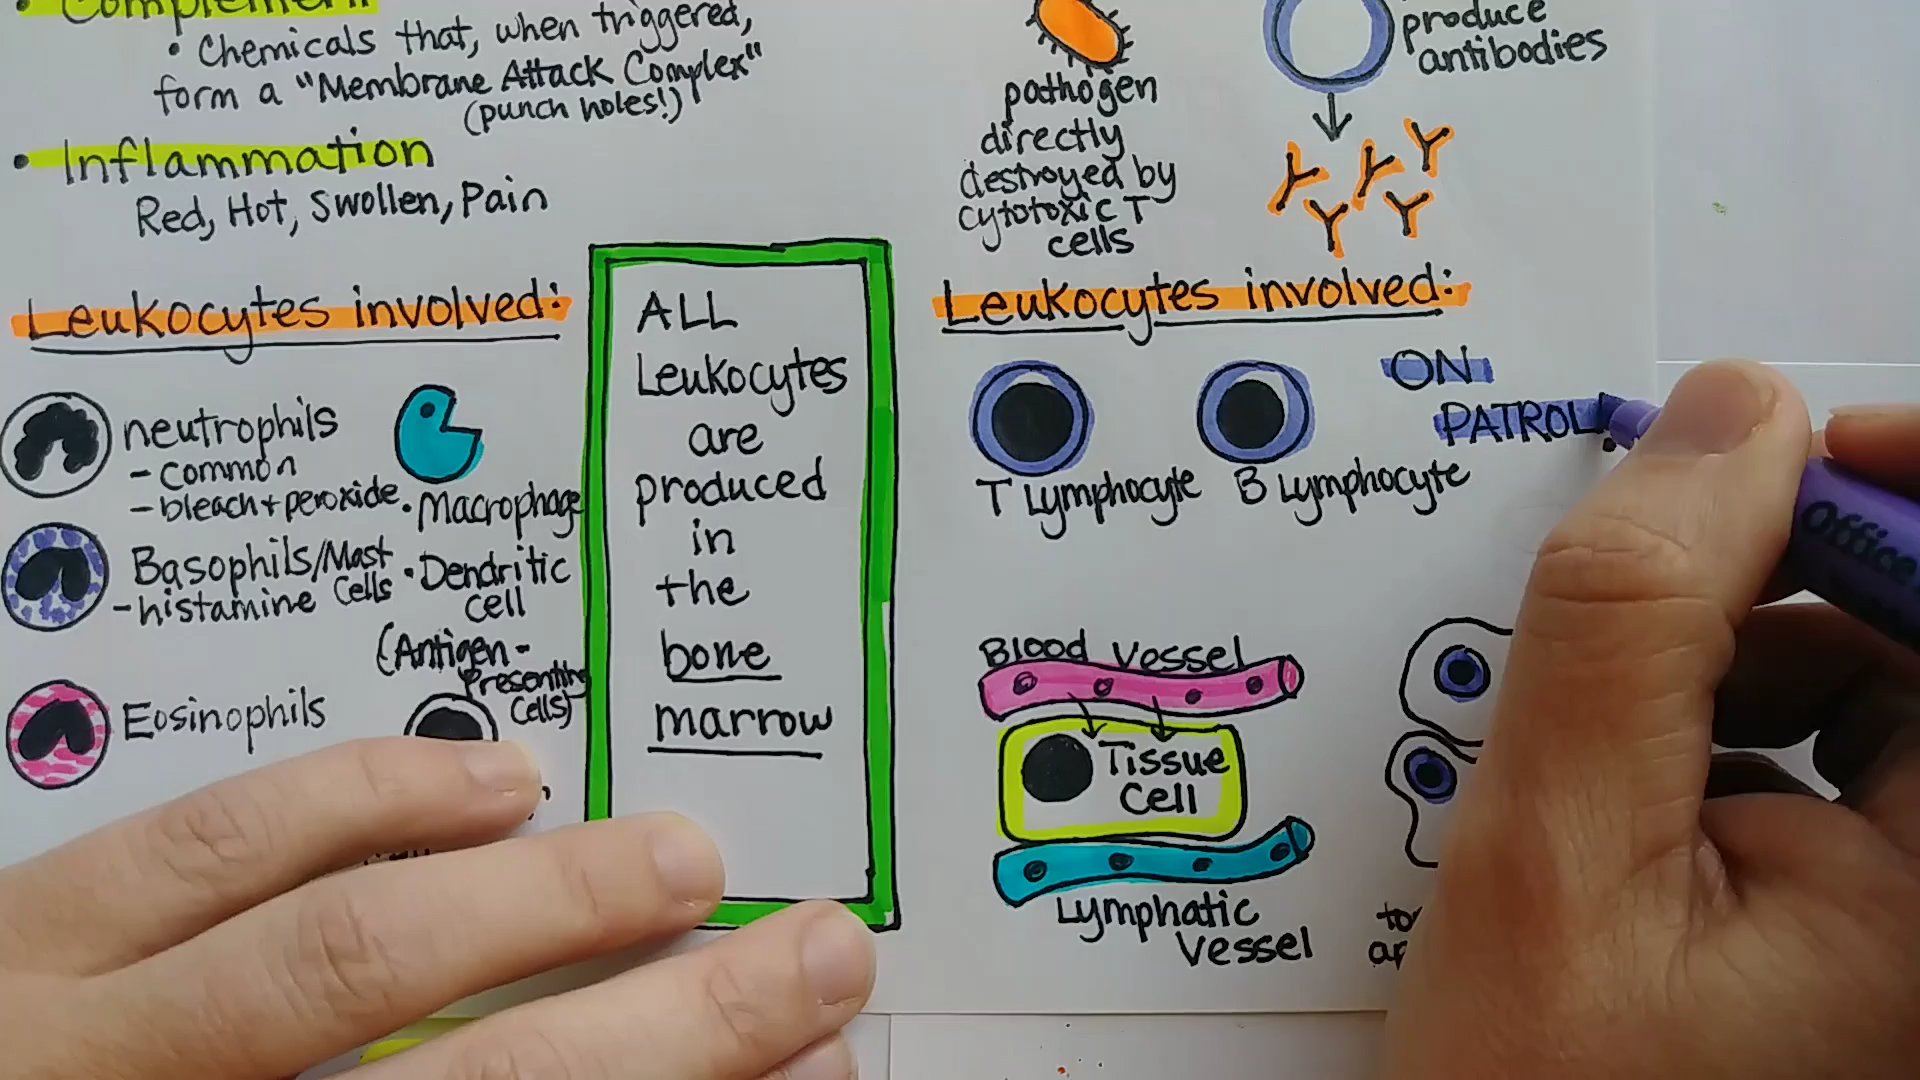 Complement
• Chemicals that, when triggered,
form a "Membrane Attack Complex"
(punch holes!)
• Inflammation
Red, Hot, Swollen, Pain
Leukocytes involved:
neutrophils
- common
- bleach + peroxide
Basophils/Mast
Cells
- histamine
Eosinophils
• Macrophage
• Dendritic
cell
(Antigen-
Presenting
Cells)
ALL
Leukocytes
are
produced
in
the
bone
marrow
pathogen
directly
destroyed by
cytotoxic T
cells
produce
antibodies
Leukocytes involved:
T Lymphocyte
B Lymphocyte
ON
PATROL!
Blood Vessel
Tissue
Cell
Lymphatic
Vessel
Office